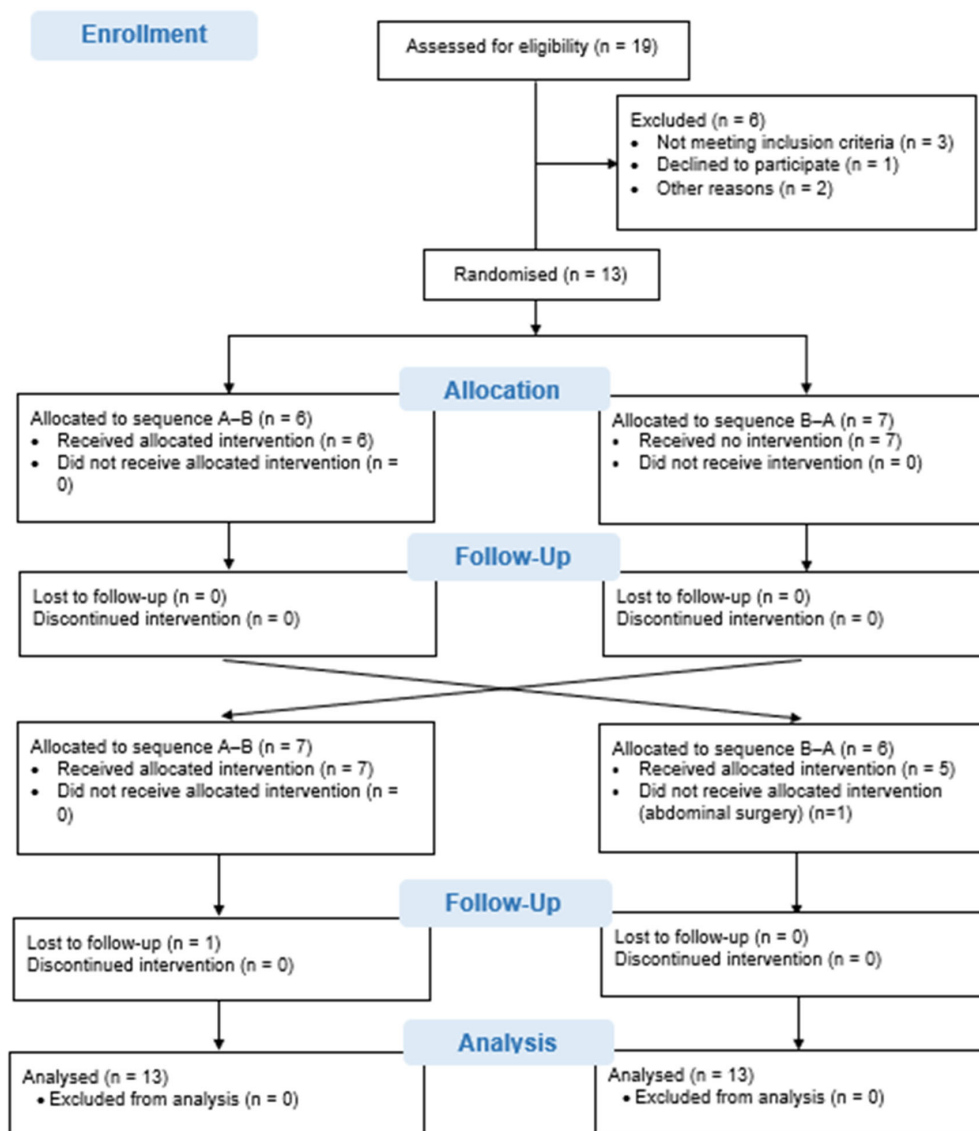 Enrollment
Assessed for eligibility (n = 19)
Excluded (n = 6)
• Not meeting inclusion criteria (n = 3)
• Declined to participate (n = 1)
• Other reasons (n = 2)
Randomised (n = 13)
Allocation
Allocated to sequence A–B (n = 6)
• Received allocated intervention (n = 6)
• Did not receive allocated intervention (n =
0)
Allocated to sequence B–A (n = 7)
• Received no intervention (n = 7)
• Did not receive intervention (n = 0)
Follow-Up
Lost to follow-up (n = 0)
Discontinued intervention (n = 0)
Lost to follow-up (n = 0)
Discontinued intervention (n = 0)
Allocated to sequence A–B (n = 7)
• Received allocated intervention (n = 7)
• Did not receive allocated intervention (n =
0)
Allocated to sequence B–A (n = 6)
• Received allocated intervention (n = 5)
• Did not receive allocated intervention
(abdominal surgery) (n=1)
Follow-Up
Lost to follow-up (n = 1)
Discontinued intervention (n = 0)
Lost to follow-up (n = 0)
Discontinued intervention (n = 0)
Analysis
Analysed (n = 13)
• Excluded from analysis (n = 0)
Analysed (n = 13)
• Excluded from analysis (n = 0)